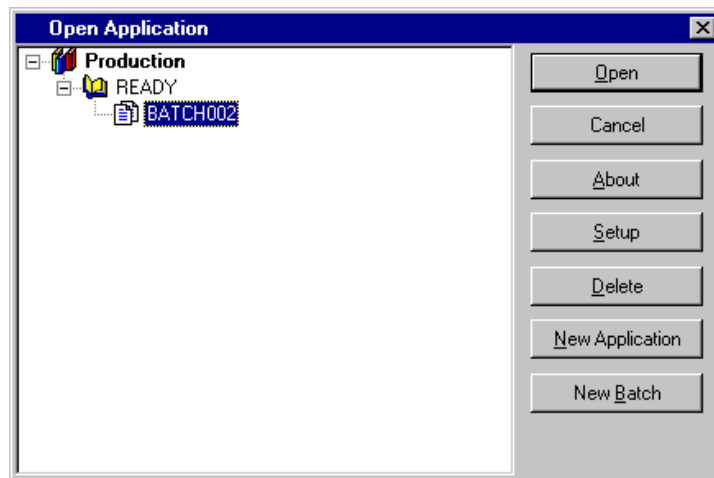 Open Application
Production
READY
BATCH002
Open
Cancel
About
Setup
Delete
New Application
New Batch